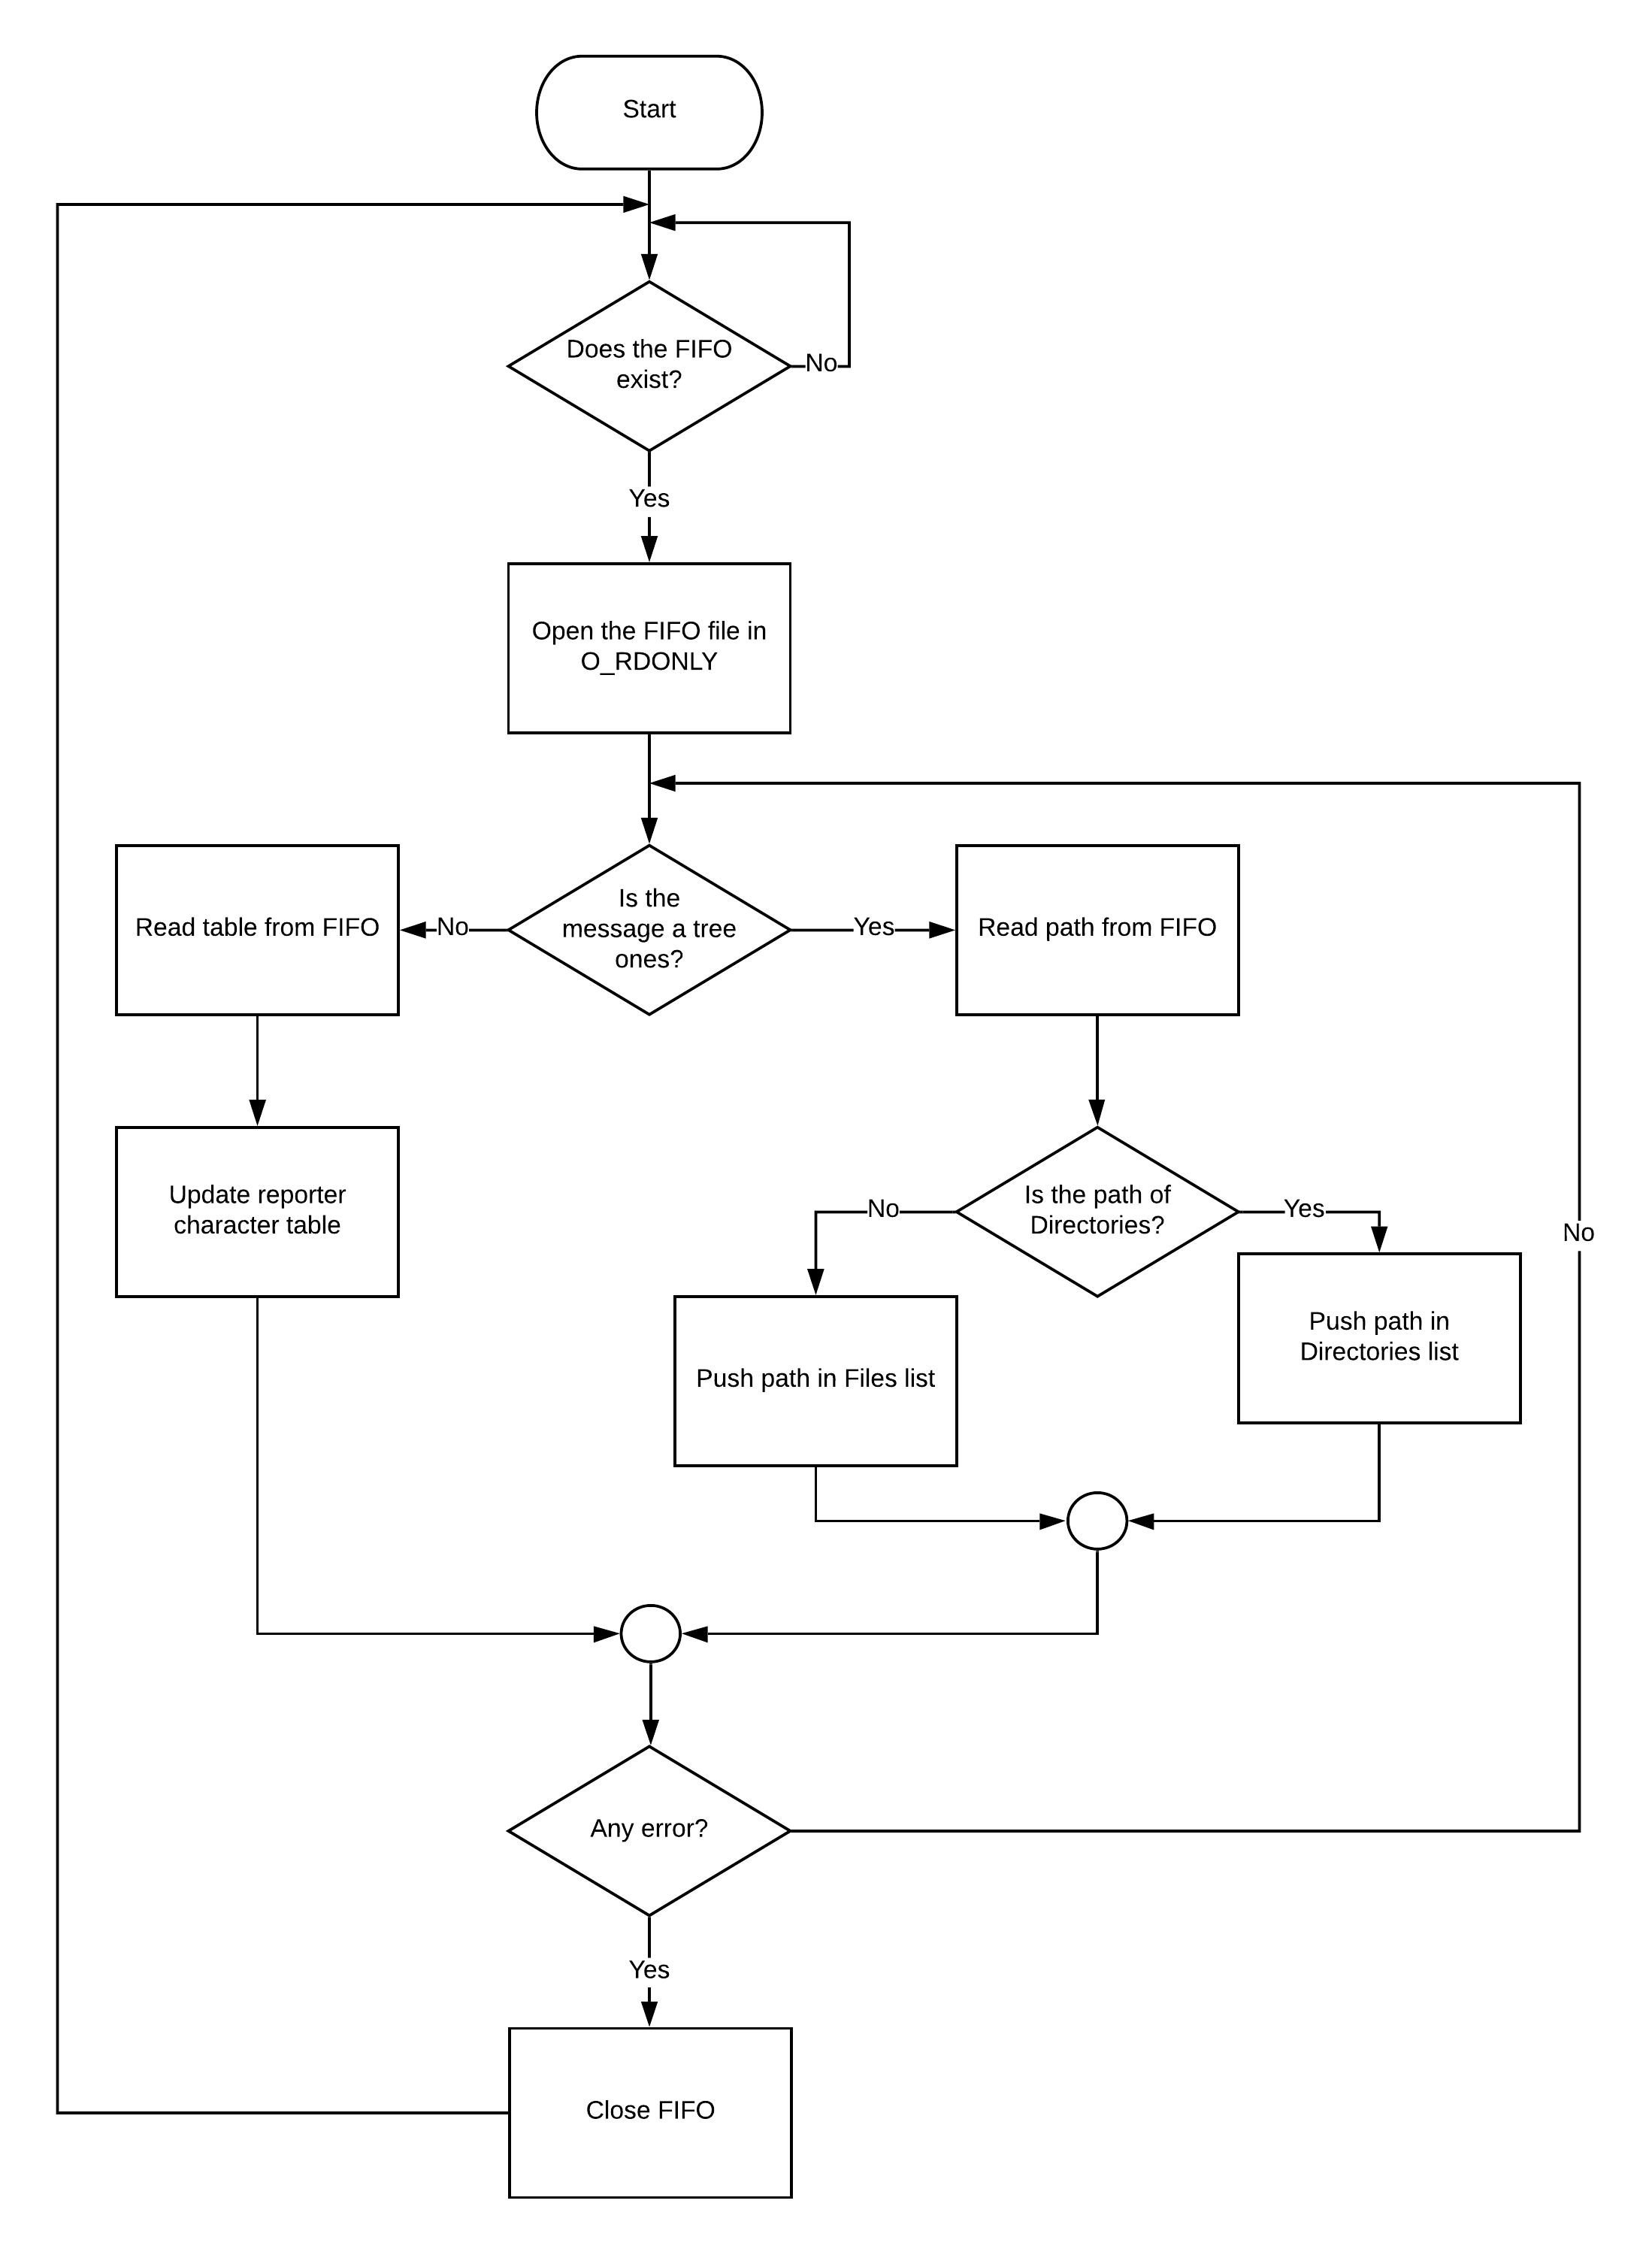 Start
Does the FIFO
exist?
No
Yes
Open the FIFO file in
O_RDONLY
Read table from FIFO
No
Is the
message a tree
ones?
Yes
Read path from FIFO
Update reporter
character table
No
Is the path of
Directories?
Yes
No
Push path in Files list
Push path in
Directories list
Any error?
Yes
Close FIFO